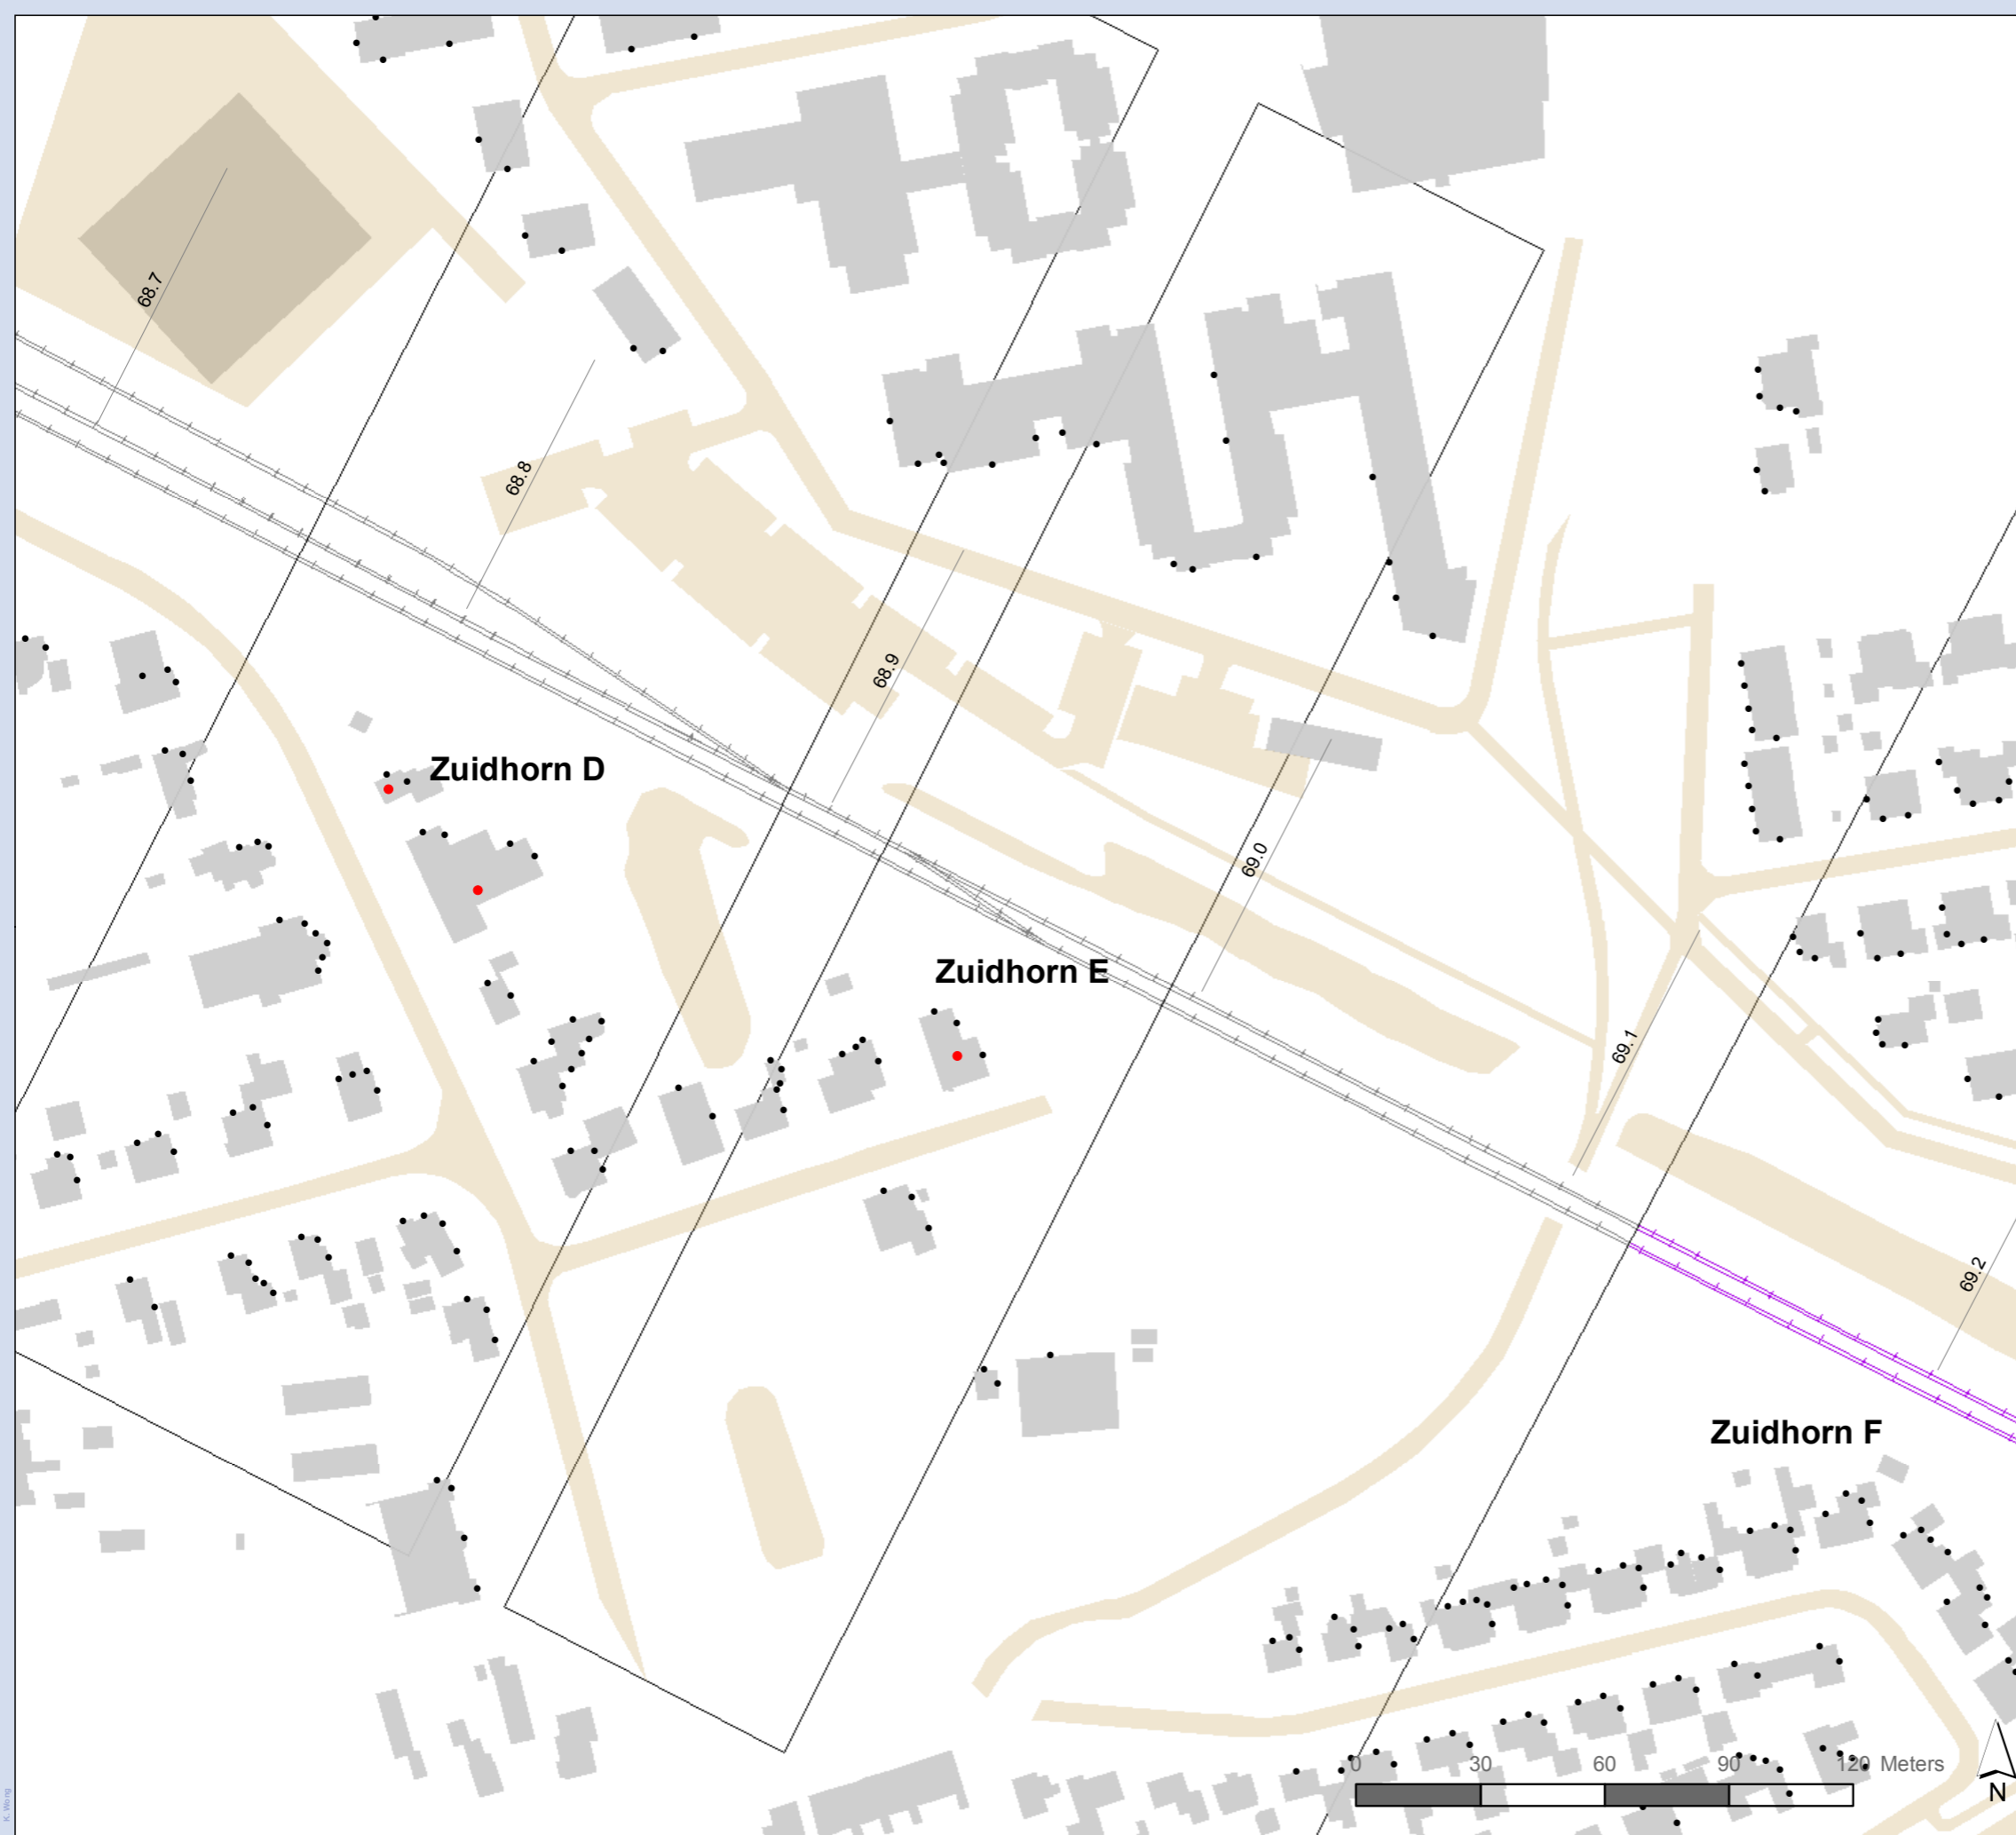 68.7
68.8
68.9
Zuidhorn D
69.0
Zuidhorn E
69.1
69.2
Zuidhorn F
0 30 60 90 120 Meters
N
K. Wong